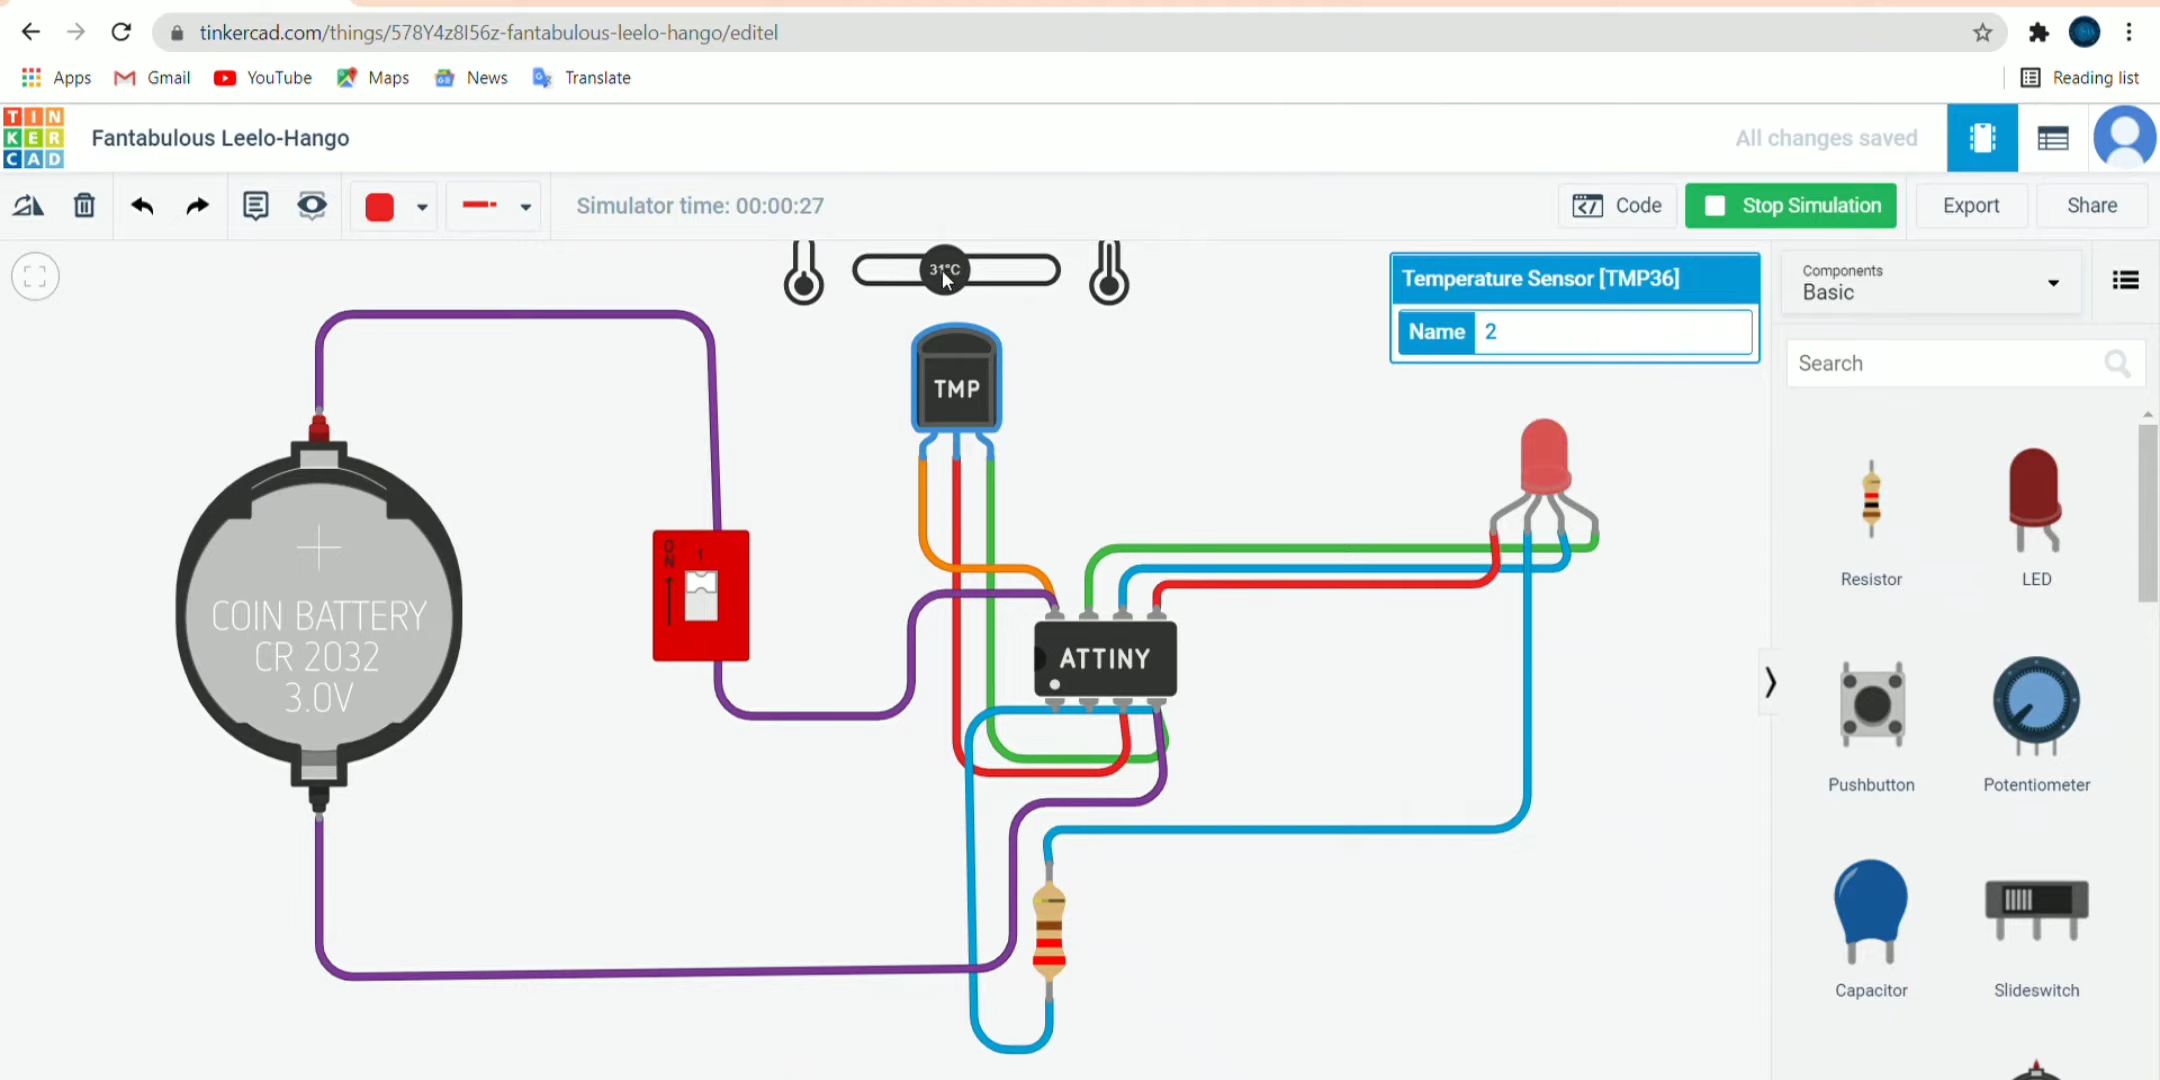 tinkercad.com/things/578Y4z8l56z-fantabulous-leelo-hango/editel
Apps Gmail YouTube Maps News Translate Reading list
TIN
KER
CAD
Fantabulous Leelo-Hango
All changes saved
Simulator time: 00:00:27
Code
Stop Simulation
Export
Share
31°C
Temperature Sensor [TMP36]
Name 2
Components
Basic
Search
TMP
ON
1
COIN BATTERY
CR 2032
3.0V
ATTINY
Resistor
LED
Pushbutton
Potentiometer
Capacitor
Slideswitch